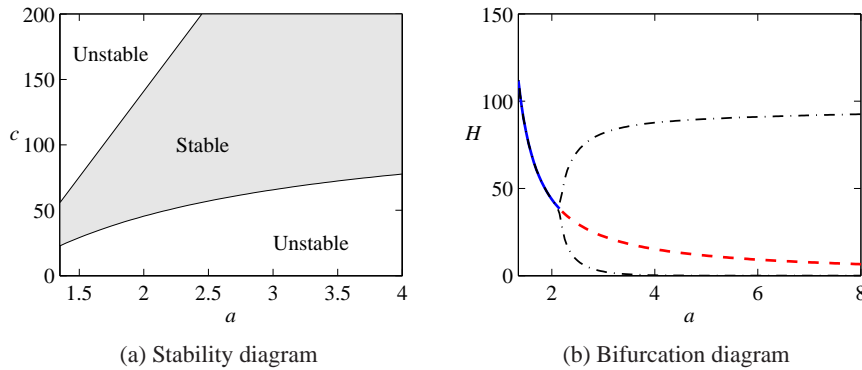 200
Unstable
150
c
100
Stable
50
Unstable
0
1.5
2
2.5
3
3.5
4
a
(a) Stability diagram
150
100
H
50
0
2
4
6
8
a
(b) Bifurcation diagram